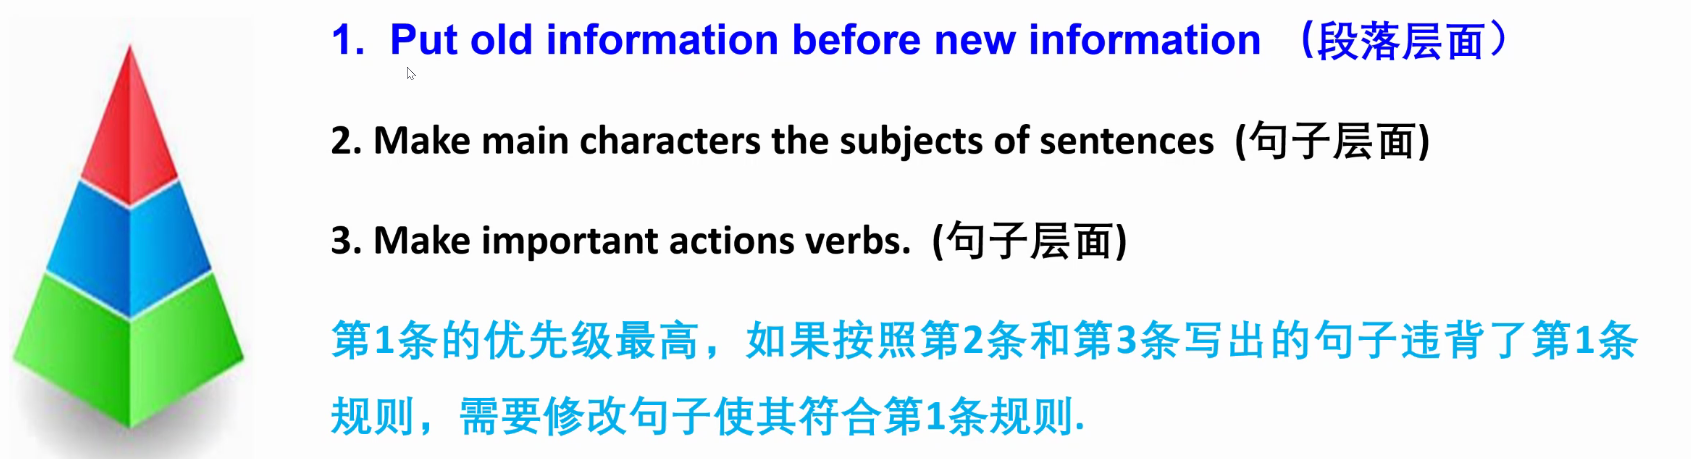 1. Put old information before new information （段落层面）
2. Make main characters the subjects of sentences (句子层面)
3. Make important actions verbs. (句子层面)
第1条的优先级最高，如果按照第2条和第3条写出的句子违背了第1条
规则，需要修改句子使其符合第1条规则.